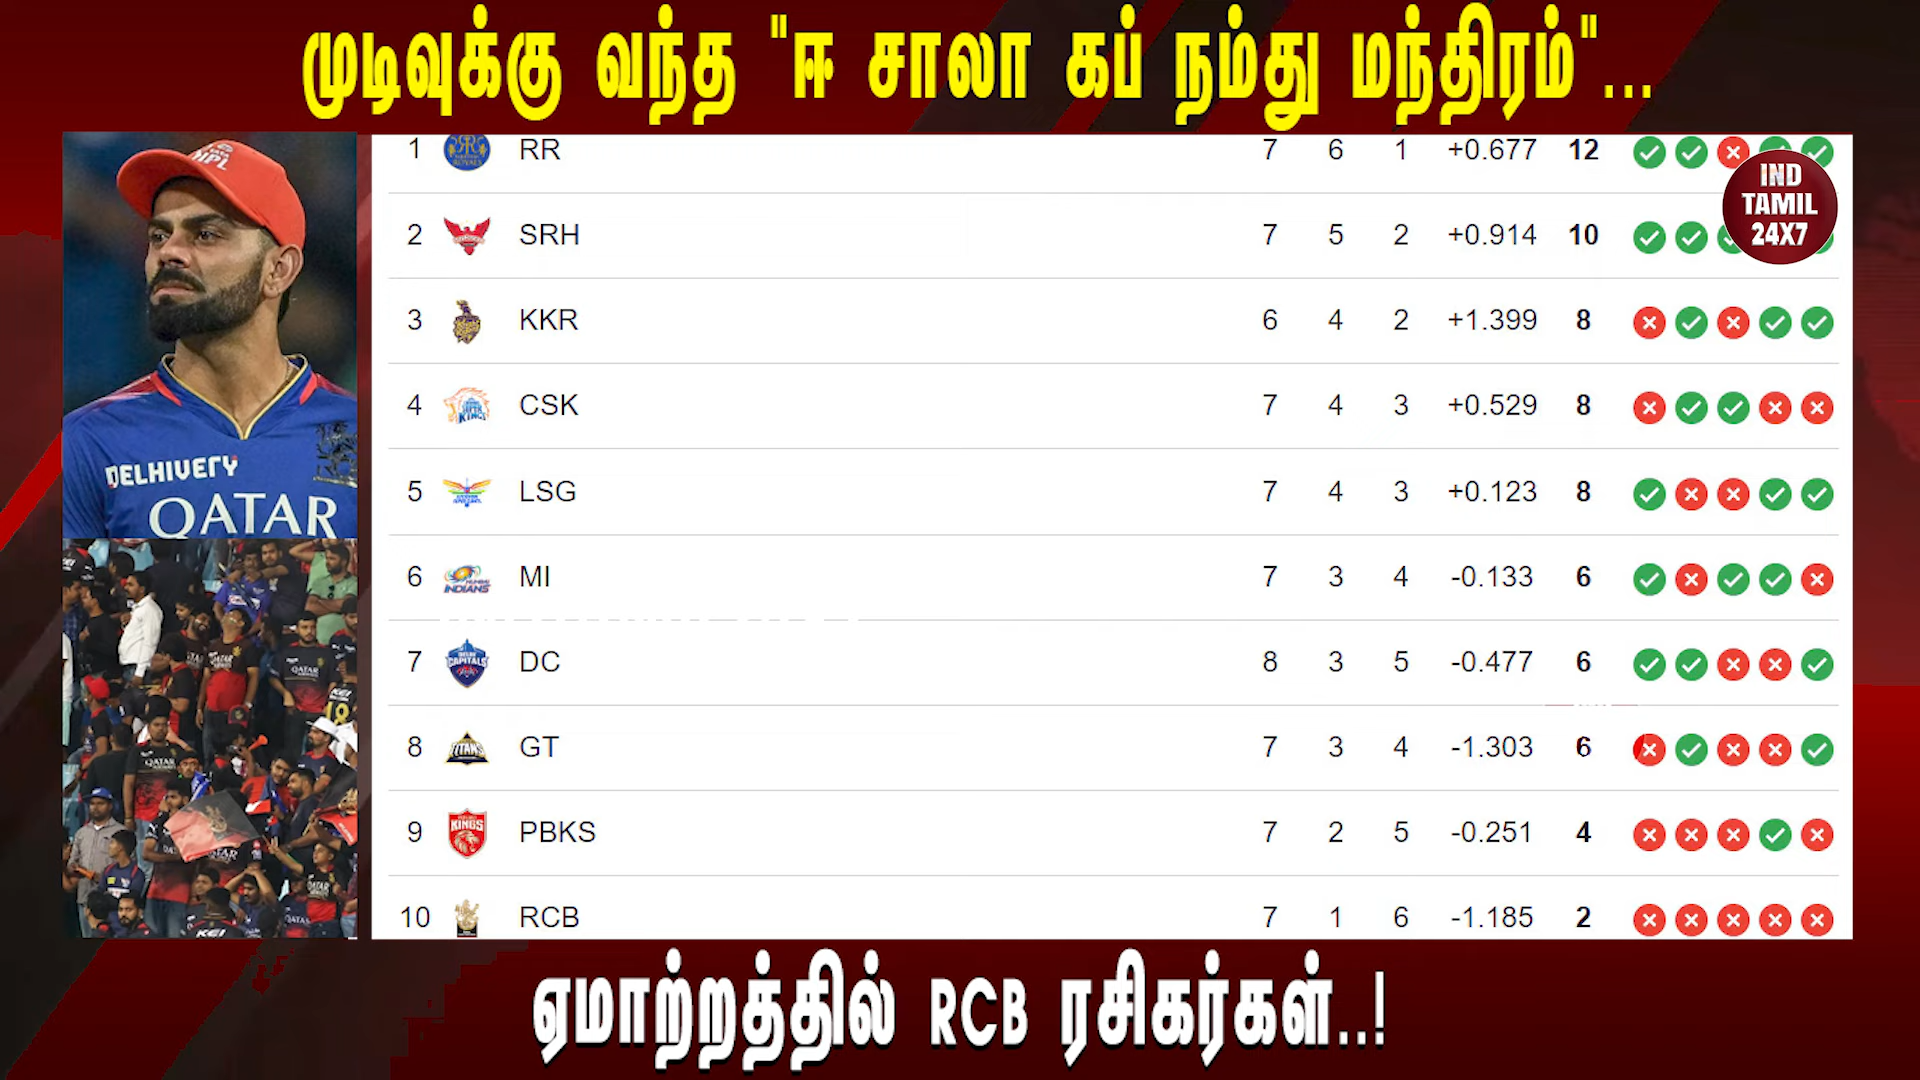 முடிவுக்கு வந்த "ஈ சாலா கப் நம்து மந்திரம்"...
1 RR 7 6 1 +0.677 12
IND
TAMIL
24X7
2 SRH 7 5 2 +0.914 10
3 KKR 6 4 2 +1.399 8
4 CSK 7 4 3 +0.529 8
5 LSG 7 4 3 +0.123 8
6 MI 7 3 4 -0.133 6
7 DC 8 3 5 -0.477 6
8 GT 7 3 4 -1.303 6
9 PBKS 7 2 5 -0.251 4
10 RCB 7 1 6 -1.185 2
DELHIVERY
QATAR
ஏமாற்றத்தில் RCB ரசிகர்கள்..!